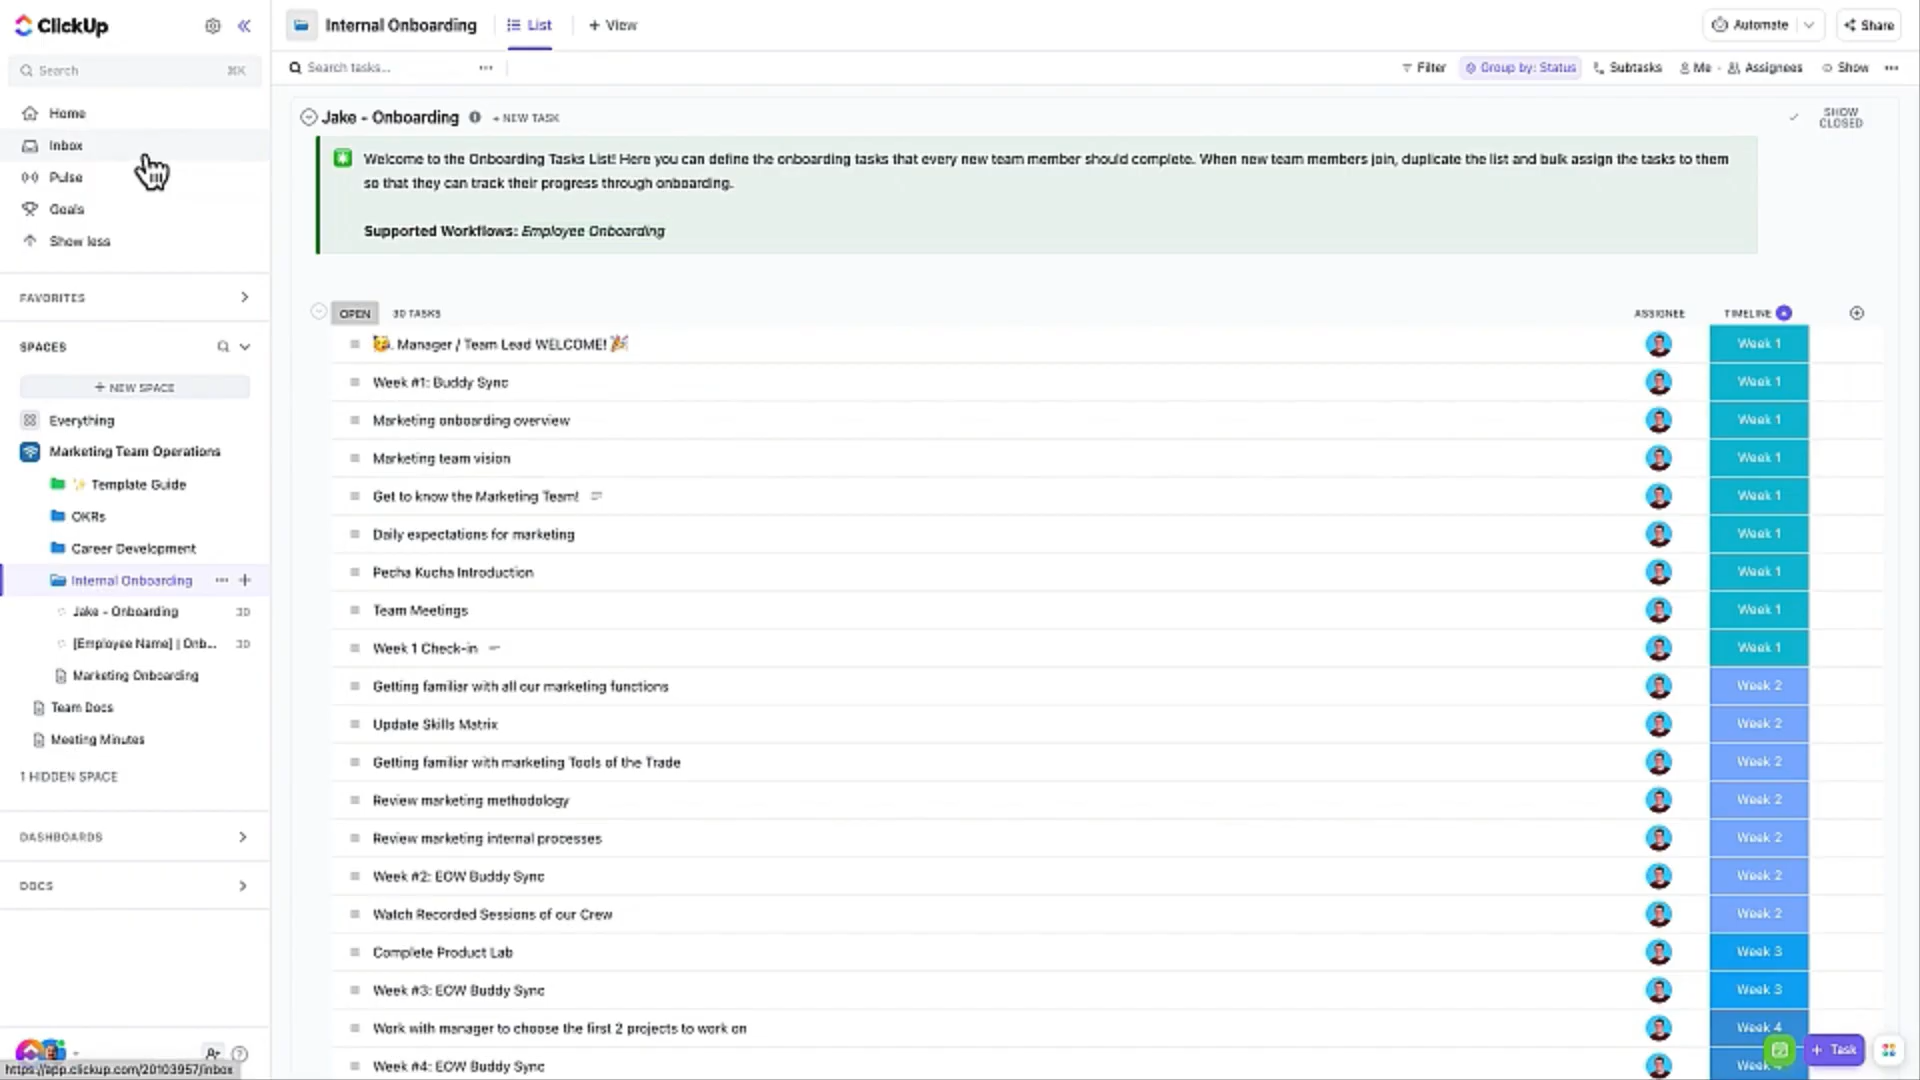 ClickUp
Search ⌘K
Home
Inbox
Pulse
Goals
Show less
FAVORITES
SPACES
+ NEW SPACE
Everything
Marketing Team Operations
✨ Template Guide
OKRs
Career Development
Internal Onboarding
Jake - Onboarding 30
[Employee Name] | Onb... 30
Marketing Onboarding
Team Docs
Meeting Minutes
1 HIDDEN SPACE
DASHBOARDS
DOCS
https://app.clickup.com/20103957/inbox
Internal Onboarding List + View Automate Share
Search tasks... Filter Group by: Status Subtasks Me · Assignees Show
Jake - Onboarding + NEW TASK SHOW
CLOSED
Welcome to the Onboarding Tasks List! Here you can define the onboarding tasks that every new team member should complete. When new team members join, duplicate the list and bulk assign the tasks to them
so that they can track their progress through onboarding.
Supported Workflows: Employee Onboarding
OPEN 30 TASKS ASSIGNEE TIMELINE
🥳. Manager / Team Lead WELCOME! 🎉 Week 1
Week #1: Buddy Sync Week 1
Marketing onboarding overview Week 1
Marketing team vision Week 1
Get to know the Marketing Team! Week 1
Daily expectations for marketing Week 1
Pecha Kucha Introduction Week 1
Team Meetings Week 1
Week 1 Check-in Week 1
Getting familiar with all our marketing functions Week 2
Update Skills Matrix Week 2
Getting familiar with marketing Tools of the Trade Week 2
Review marketing methodology Week 2
Review marketing internal processes Week 2
Week #2: EOW Buddy Sync Week 2
Watch Recorded Sessions of our Crew Week 2
Complete Product Lab Week 3
Week #3: EOW Buddy Sync Week 3
Work with manager to choose the first 2 projects to work on Week 4
Week #4: EOW Buddy Sync Week
+ Task